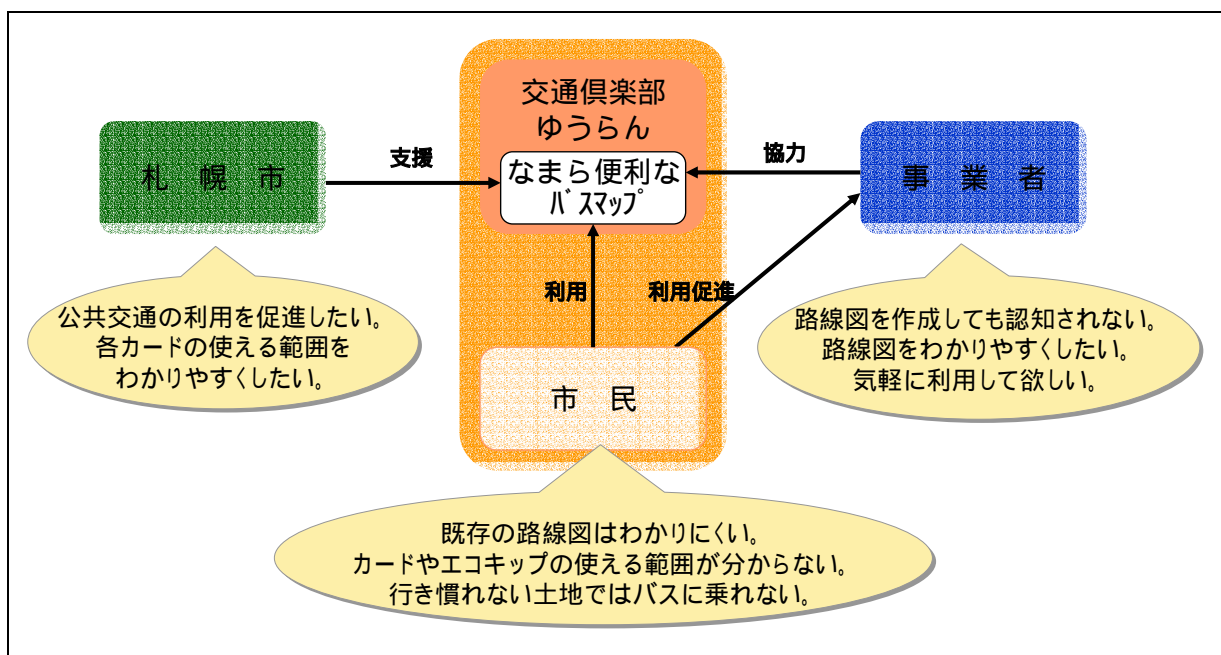 交通倶楽部
ゆうらん
なまら便利な
バスマップ
札 幌 市
支援
協力
事 業 者
利用
利用促進
公共交通の利用を促進したい。
各カードの使える範囲を
わかりやすくしたい。
路線図を作成しても認知されない。
路線図をわかりやすくしたい。
気軽に利用して欲しい。
市 民
既存の路線図はわかりにくい。
カードやエコキップの使える範囲が分からない。
行き慣れない土地ではバスに乗れない。